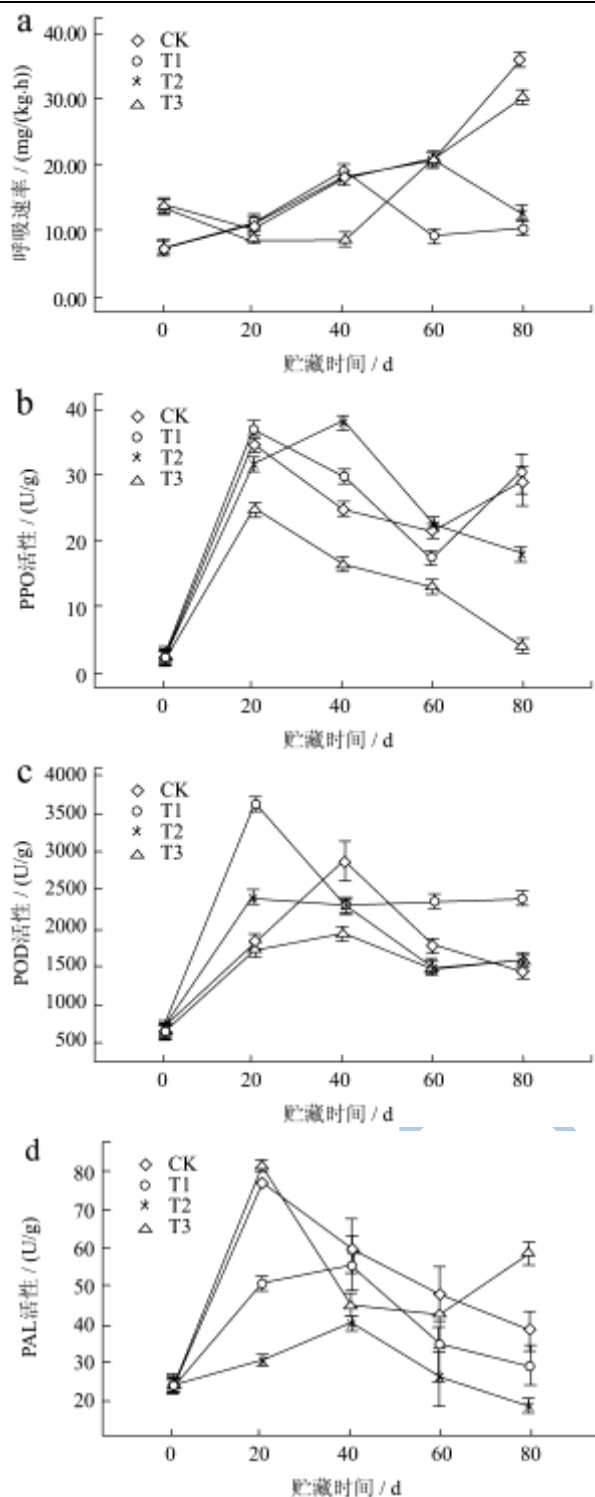 a
40.00
30.00
20.00
10.00
0.00
呼吸速率 / (mg/(kg·h))
CK
T1
T2
T3
0 20 40 60 80
贮藏时间 / d
b
40
30
20
10
0
PPO活性 / (U/g)
CK
T1
T2
T3
0 20 40 60 80
贮藏时间 / d
c
4000
3500
3000
2500
2000
1500
1000
500
POD活性 / (U/g)
CK
T1
T2
T3
0 20 40 60 80
贮藏时间 / d
d
80
70
60
50
40
30
20
PAL活性 / (U/g)
CK
T1
T2
T3
0 20 40 60 80
贮藏时间 / d